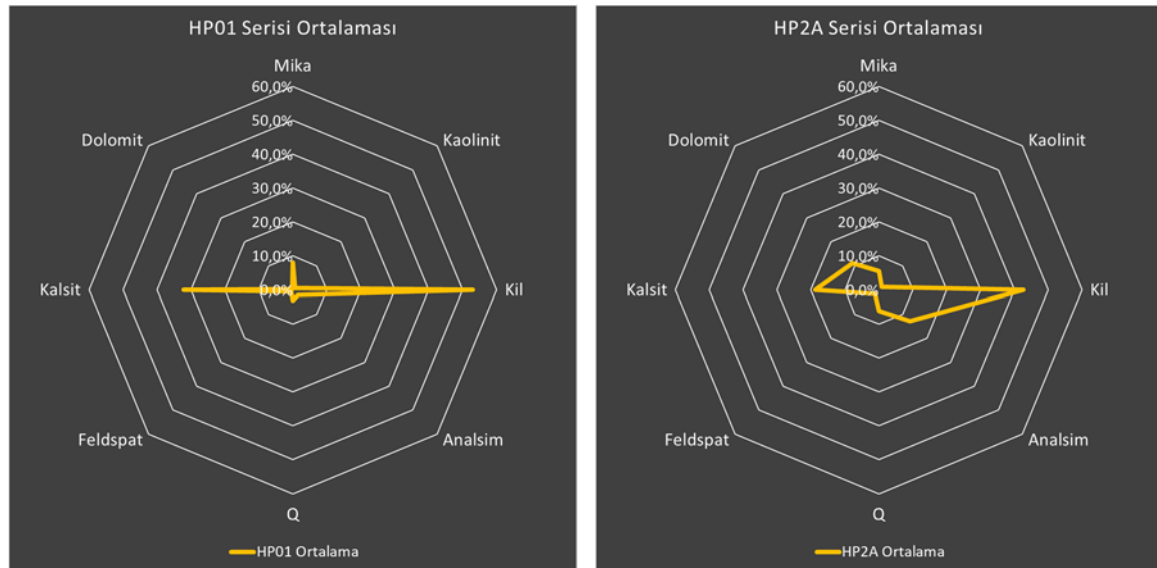 HP01 Serisi Ortalaması
Mika
60,0%
50,0%
40,0%
30,0%
20,0%
10,0%
0,0%
Kaolinit
Kil
Analsim
Q
Feldspat
Kalsit
Dolomit
HP01 Ortalama
HP2A Serisi Ortalaması
Mika
60,0%
50,0%
40,0%
30,0%
20,0%
10,0%
0,0%
Kaolinit
Kil
Analsim
Q
Feldspat
Kalsit
Dolomit
HP2A Ortalama